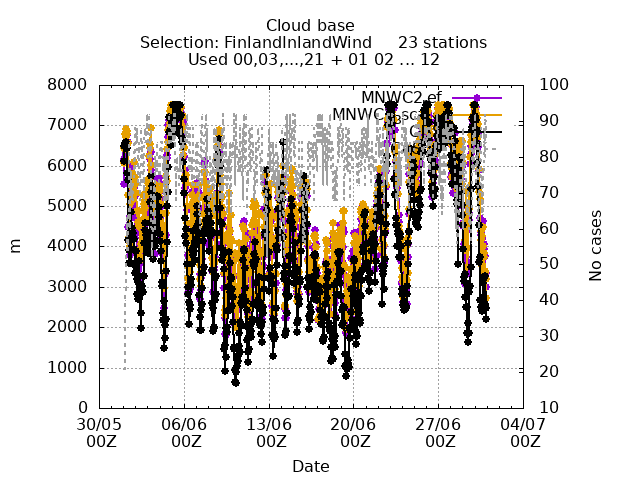 Cloud base
Selection: FinlandInlandWind 23 stations
Used 00,03,...,21 + 01 02 ... 12
8000
7000
6000
5000
4000
3000
2000
1000
0
m
100
90
80
70
60
50
40
30
20
10
No cases
MNWC2
30/05 06/06 13/06 20/06 27/06 04/07
00Z 00Z 00Z 00Z 00Z 00Z
Date